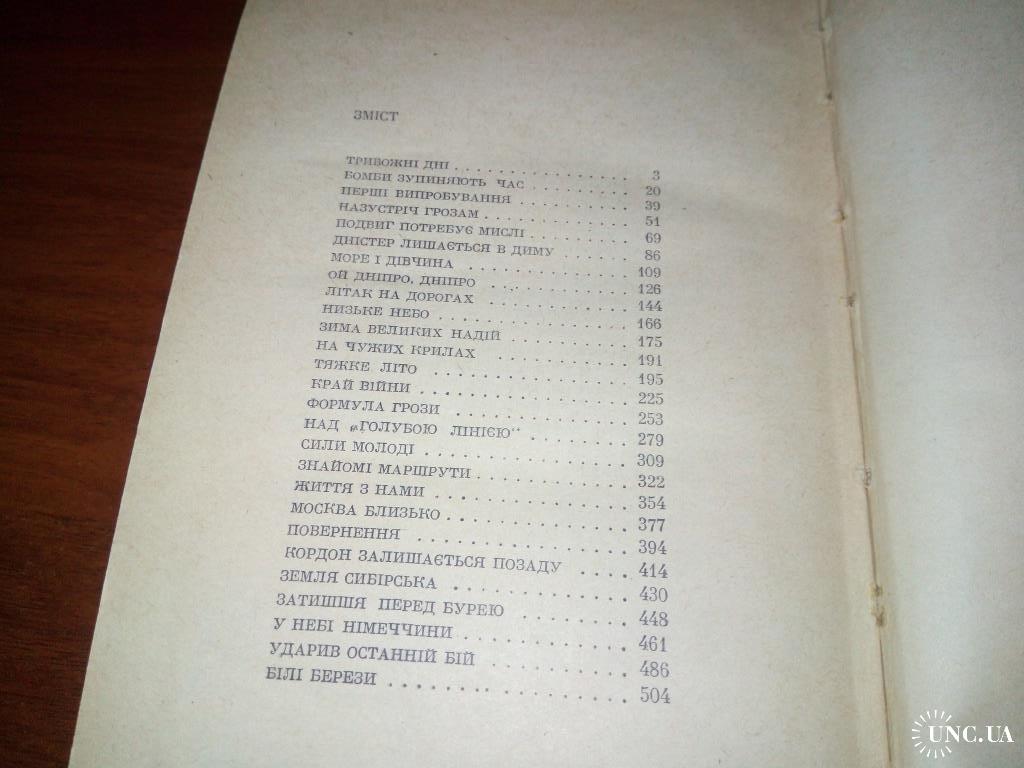 ЗМІСТ
ТРИВОЖНІ ДНІ . . . . . . . . . . . . . . 3
БОМБИ ЗУПИНЯЮТЬ ЧАС . . . . . . . . 20
ПЕРШІ ВИПРОБУВАННЯ . . . . . . . . . 39
НАЗУСТРІЧ ГРОЗАМ . . . . . . . . . . . 51
ПОДВИГ ПОТРЕБУЄ МИСЛІ . . . . . . . . 69
ДНІСТЕР ЛИШАЄТЬСЯ В ДИМУ . . . . . . 86
МОРЕ І ДІВЧИНА . . . . . . . . . . . . 109
ОЙ ДНІПРО, ДНІПРО . . . . . . . . . . 126
ЛІТАК НА ДОРОГАХ . . . . . . . . . . . 144
НИЗЬКЕ НЕБО . . . . . . . . . . . . . . 166
ЗИМА ВЕЛИКИХ НАДІЙ . . . . . . . . . 175
НА ЧУЖИХ КРИЛАХ . . . . . . . . . . 191
ТЯЖКЕ ЛІТО . . . . . . . . . . . . . . 195
КРАЙ ВІЙНИ . . . . . . . . . . . . . . 225
ФОРМУЛА ГРОЗИ . . . . . . . . . . . . 253
НАД „ГОЛУБОЮ ЛІНІЄЮ“ . . . . . . . . 279
СИЛИ МОЛОДІ . . . . . . . . . . . . . . 309
ЗНАЙОМІ МАРШРУТИ . . . . . . . . . . . 322
ЖИТТЯ З НАМИ . . . . . . . . . . . . . 354
МОСКВА БЛИЗЬКО . . . . . . . . . . . . 377
ПОВЕРНЕННЯ . . . . . . . . . . . . . . 394
КОРДОН ЗАЛИШАЄТЬСЯ ПОЗАДУ . . . . 414
ЗЕМЛЯ СИБІРСЬКА . . . . . . . . . . . . 430
ЗАТИШШЯ ПЕРЕД БУРЕЮ . . . . . . . . 448
У НЕБІ НІМЕЧЧИНИ . . . . . . . . . . . 461
УДАРИВ ОСТАННІЙ БІЙ . . . . . . . . . 486
БІЛІ БЕРЕЗИ . . . . . . . . . . . . . . . 504
UNC.UA